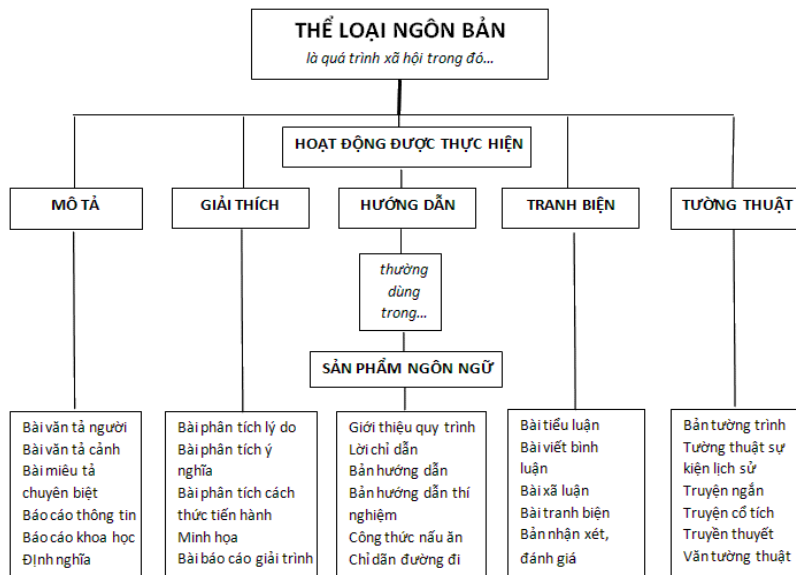 THỂ LOẠI NGÔN BẢN
là quá trình xã hội trong đó...
HOẠT ĐỘNG ĐƯỢC THỰC HIỆN
MÔ TẢ
GIẢI THÍCH
HƯỚNG DẪN
TRANH BIỆN
TƯỜNG THUẬT
thường
dùng
trong...
SẢN PHẨM NGÔN NGỮ
Bài văn tả người
Bài văn tả cảnh
Bài miêu tả
chuyên biệt
Báo cáo thông tin
Báo cáo khoa học
Định nghĩa
Bài phân tích lý do
Bài phân tích ý
nghĩa
Bài phân tích cách
thức tiến hành
Minh họa
Bài báo cáo giải trình
Giới thiệu quy trình
Lời chỉ dẫn
Bản hướng dẫn
Bản hướng dẫn thí
nghiệm
Công thức nấu ăn
Chỉ dãn đường đi
Bài tiểu luận
Bài viết bình
luận
Bài xã luận
Bài tranh biện
Bản nhận xét,
đánh giá
Bản tường trình
Tường thuật sự
kiện lịch sử
Truyện ngắn
Truyện cổ tích
Truyền thuyết
Văn tường thuật